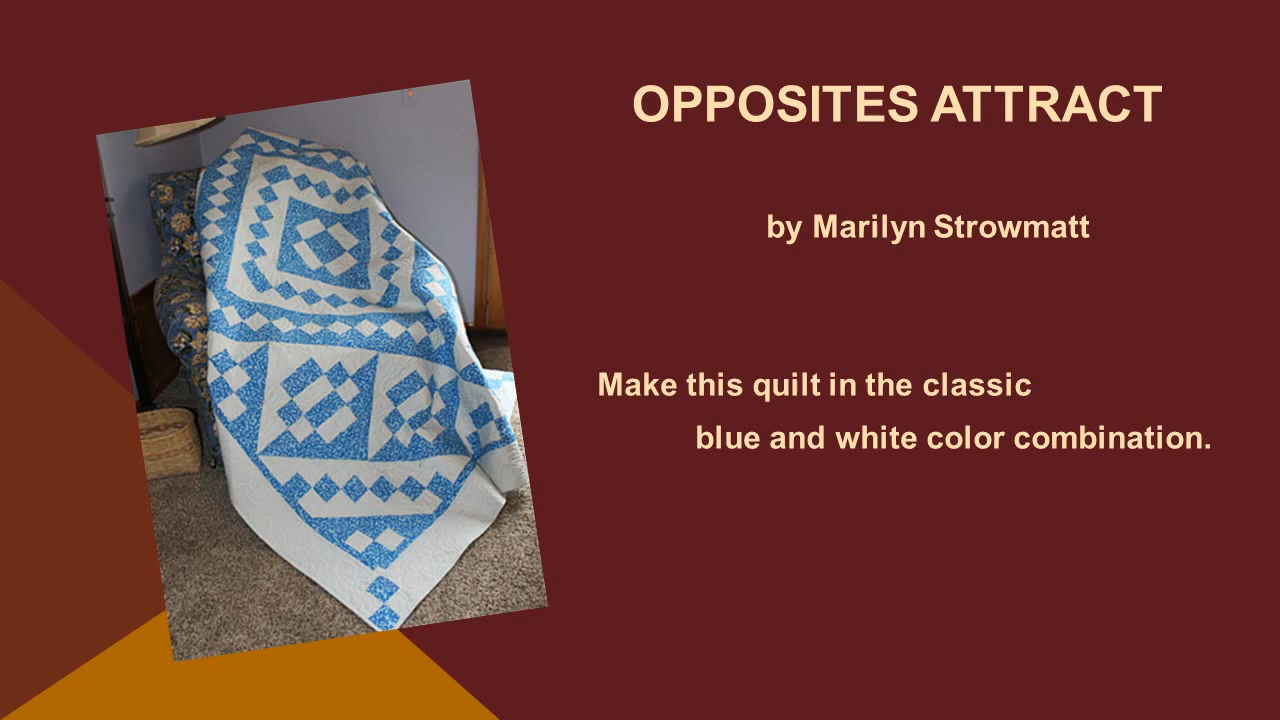 OPPOSITES ATTRACT
by Marilyn Strowmatt
Make this quilt in the classic
blue and white color combination.